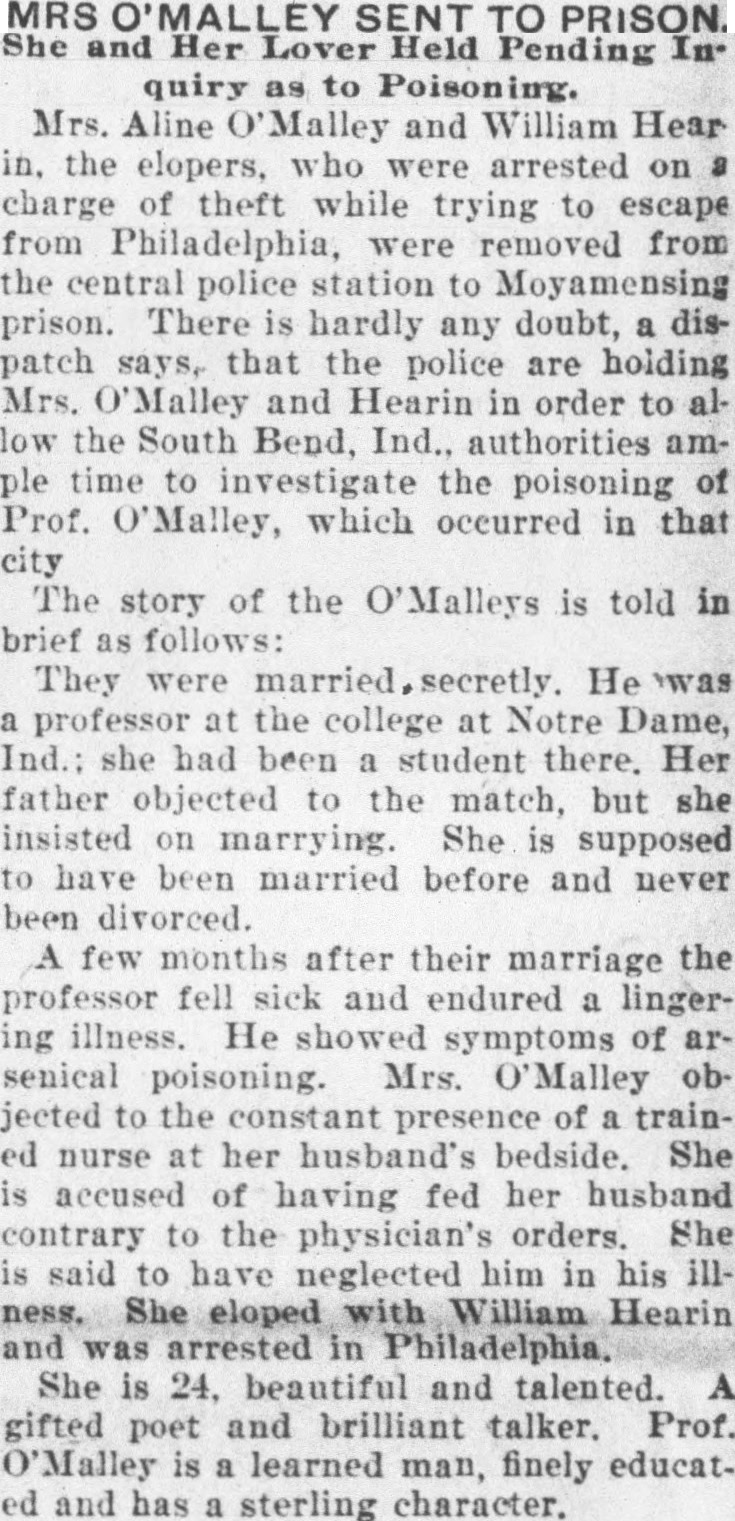 MRS O'MALLEY SENT TO PRISON.
She and Her Lover Held Pending In-
quiry as to Poisoning.
Mrs. Aline O'Malley and William Hear-
in, the elopers, who were arrested on a
charge of theft while trying to escape
from Philadelphia, were removed from
the central police station to Moyamensing
prison. There is hardly any doubt, a dis-
patch says, that the police are holding
Mrs. O'Malley and Hearin in order to al-
low the South Bend, Ind., authorities am-
ple time to investigate the poisoning of
Prof. O'Malley, which occurred in that
city
The story of the O'Malleys is told in
brief as follows:
They were married secretly. He was
a professor at the college at Notre Dame,
Ind.; she had been a student there. Her
father objected to the match, but she
insisted on marrying. She is supposed
to have been married before and never
been divorced.
A few months after their marriage the
professor fell sick and endured a linger-
ing illness. He showed symptoms of ar-
senical poisoning. Mrs. O'Malley ob-
jected to the constant presence of a train-
ed nurse at her husband's bedside. She
is accused of having fed her husband
contrary to the physician's orders. She
is said to have neglected him in his ill-
ness. She eloped with William Hearin
and was arrested in Philadelphia.
She is 24, beautiful and talented. A
gifted poet and brilliant talker. Prof.
O'Malley is a learned man, finely educat-
ed and has a sterling character.